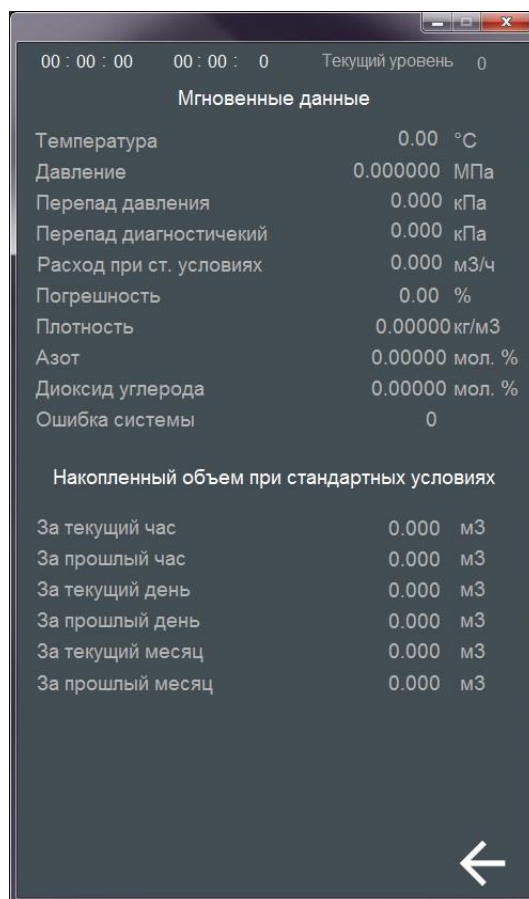 00 : 00 : 00 00 : 00 : 0 Текущий уровень 0
Мгновенные данные
Температура 0.00 °C
Давление 0.000000 МПа
Перепад давления 0.000 кПа
Перепад диагностичекий 0.000 кПа
Расход при ст. условиях 0.000 м3/ч
Погрешность 0.00 %
Плотность 0.00000 кг/м3
Азот 0.00000 мол. %
Диоксид углерода 0.00000 мол. %
Ошибка системы 0
Накопленный объем при стандартных условиях
За текущий час 0.000 м3
За прошлый час 0.000 м3
За текущий день 0.000 м3
За прошлый день 0.000 м3
За текущий месяц 0.000 м3
За прошлый месяц 0.000 м3